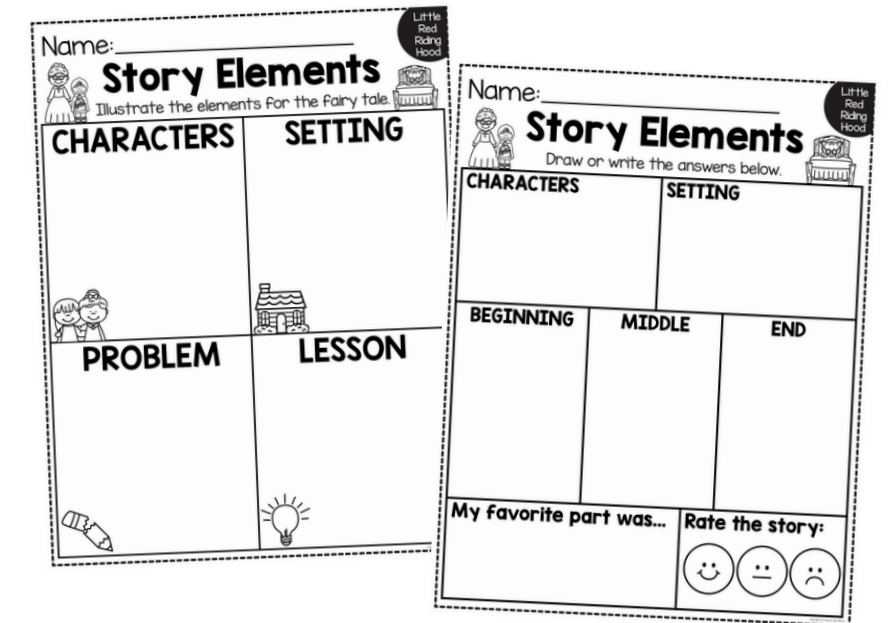 Name:
Little
Red
Riding
Hood
Story Elements
Illustrate the elements for the fairy tale.
CHARACTERS
SETTING
PROBLEM
LESSON
Name:
Little
Red
Riding
Hood
Story Elements
Draw or write the answers below.
CHARACTERS
SETTING
BEGINNING
MIDDLE
END
My favorite part was...
Rate the story: